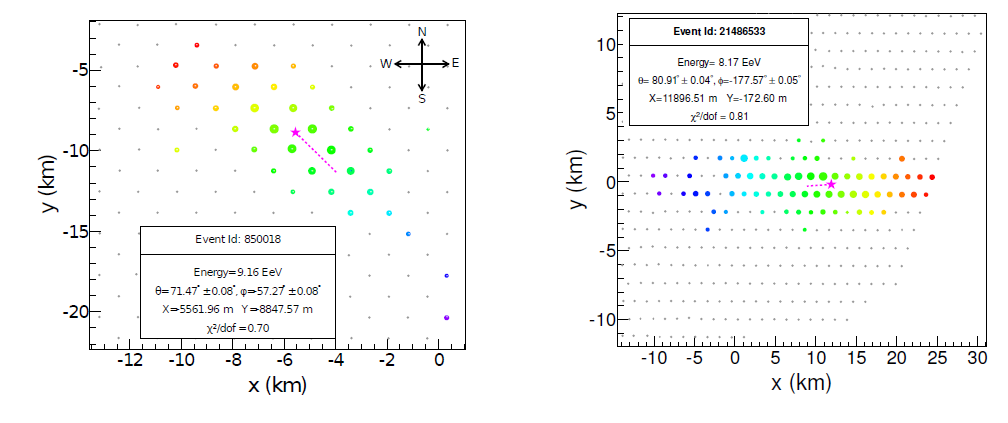 N
W E
S
-5
-10
-15
-20
y (km)
Event Id: 850018
Energy=9.16 EeV
θ=71.47° ±0.08°, φ=-57.27° ±0.08°
X=-5561.96 m Y=-8847.57 m
χ²/dof =0.70
-12 -10 -8 -6 -4 -2 0
x (km)
10
5
0
-5
-10
y (km)
Event Id: 21486533
Energy= 8.17 EeV
θ= 80.91° ± 0.04°, φ=-177.57° ± 0.05°
X=11896.51 m Y=-172.60 m
χ²/dof = 0.81
-10 -5 0 5 10 15 20 25 30
x (km)